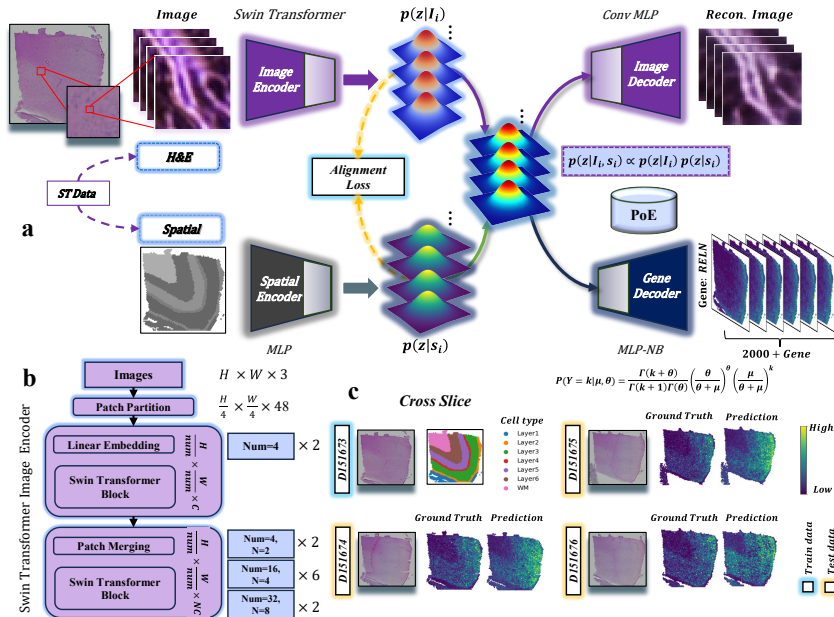 Image
Swin Transformer
p(z|I_i)
Conv MLP
Recon. Image
Image
Encoder
Image
Decoder
H&E
Alignment
Loss
p(z|I_i, s_i) ∝ p(z|I_i) p(z|s_i)
ST Data
PoE
a
Spatial
Spatial
Encoder
Gene
Decoder
Gene: RELN
MLP
p(z|s_i)
MLP-NB
2000 + Gene
P(Y = k|μ, θ) = Γ(k + θ) / Γ(k + 1)Γ(θ) (θ / θ + μ)^θ (μ / θ + μ)^k
b
Swin Transformer Image Encoder
Images
H × W × 3
Patch Partition
H/4 × W/4 × 48
Linear Embedding
Swin Transformer
Block
H/num × W/num × C
Num=4
× 2
Patch Merging
Swin Transformer
Block
H/num × W/num × NC
Num=4,
N=2
× 2
Num=16,
N=4
× 6
Num=32,
N=8
× 2
c
Cross Slice
D151673
Cell type
Layer1
Layer2
Layer3
Layer4
Layer5
Layer6
WM
D151675
Ground Truth
Prediction
High
Low
D151674
Ground Truth
Prediction
D151676
Ground Truth
Prediction
Train data
Test data